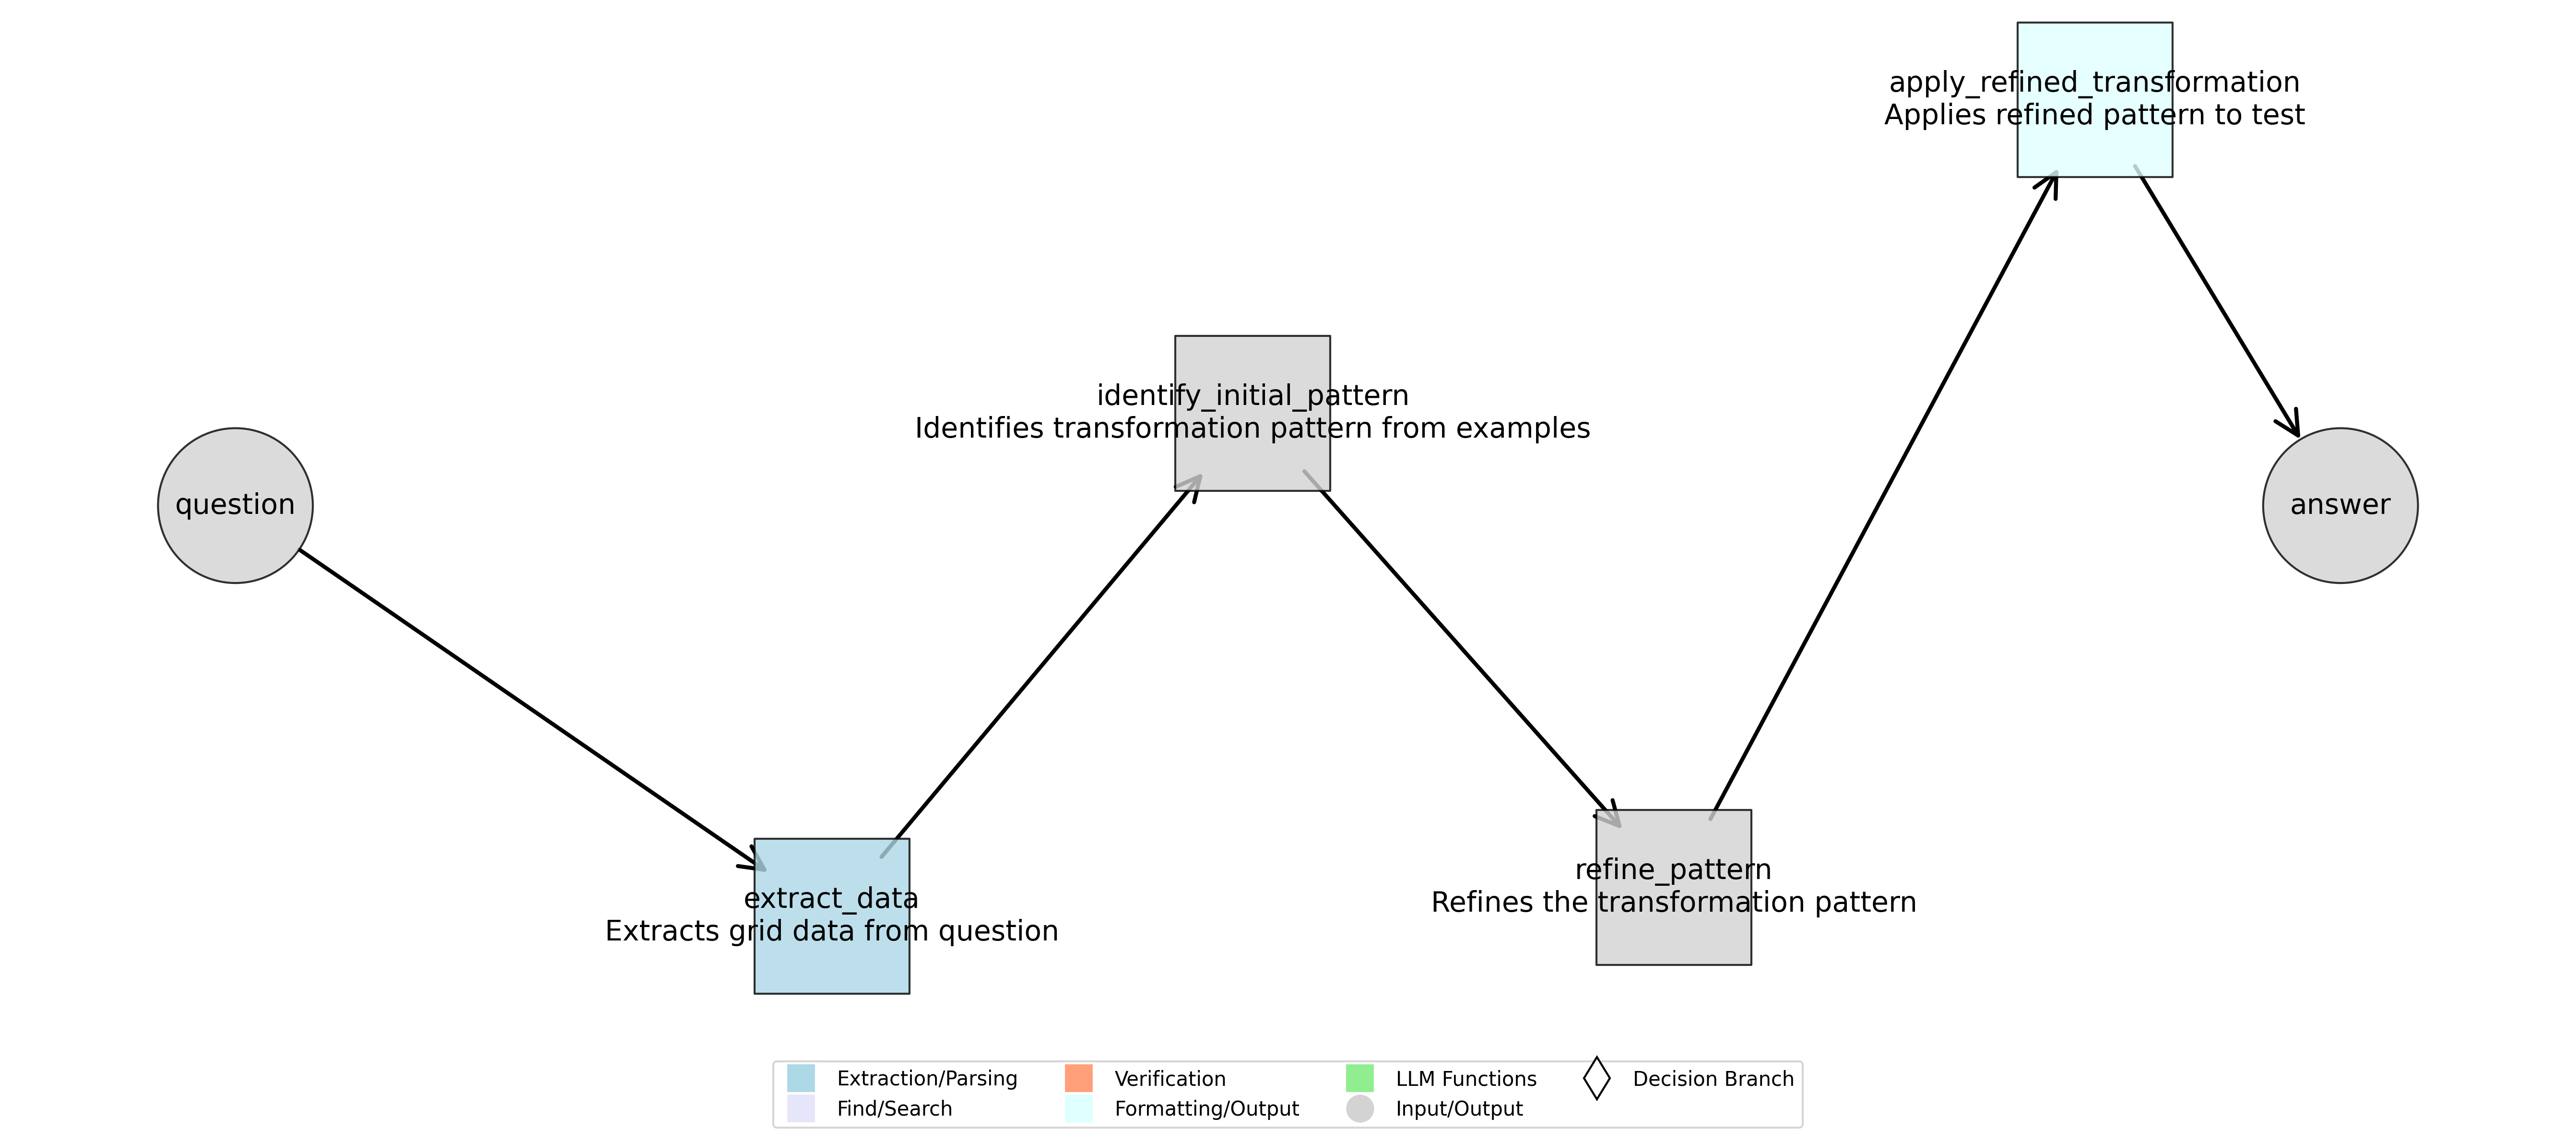 apply_refined_transformation
Applies refined pattern to test
identify_initial_pattern
Identifies transformation pattern from examples
question
answer
refine_pattern
Refines the transformation pattern
extract_data
Extracts grid data from question
Extraction/Parsing
Verification
LLM Functions
Decision Branch
Find/Search
Formatting/Output
Input/Output